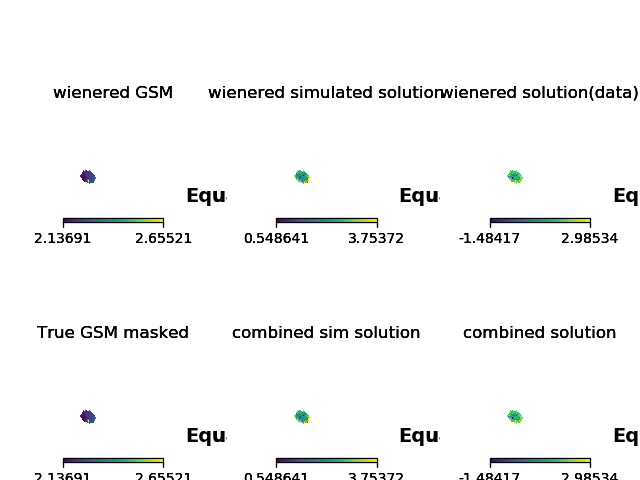 wienered GSM
wienered simulated solution
wienered solution(data)
Equ
Equ
Eq
2.13691 2.65521
0.548641 3.75372
-1.48417 2.98534
True GSM masked
combined sim solution
combined solution
Equ
Equ
Eq
2.13691 2.65521
0.548641 3.75372
-1.48417 2.98534